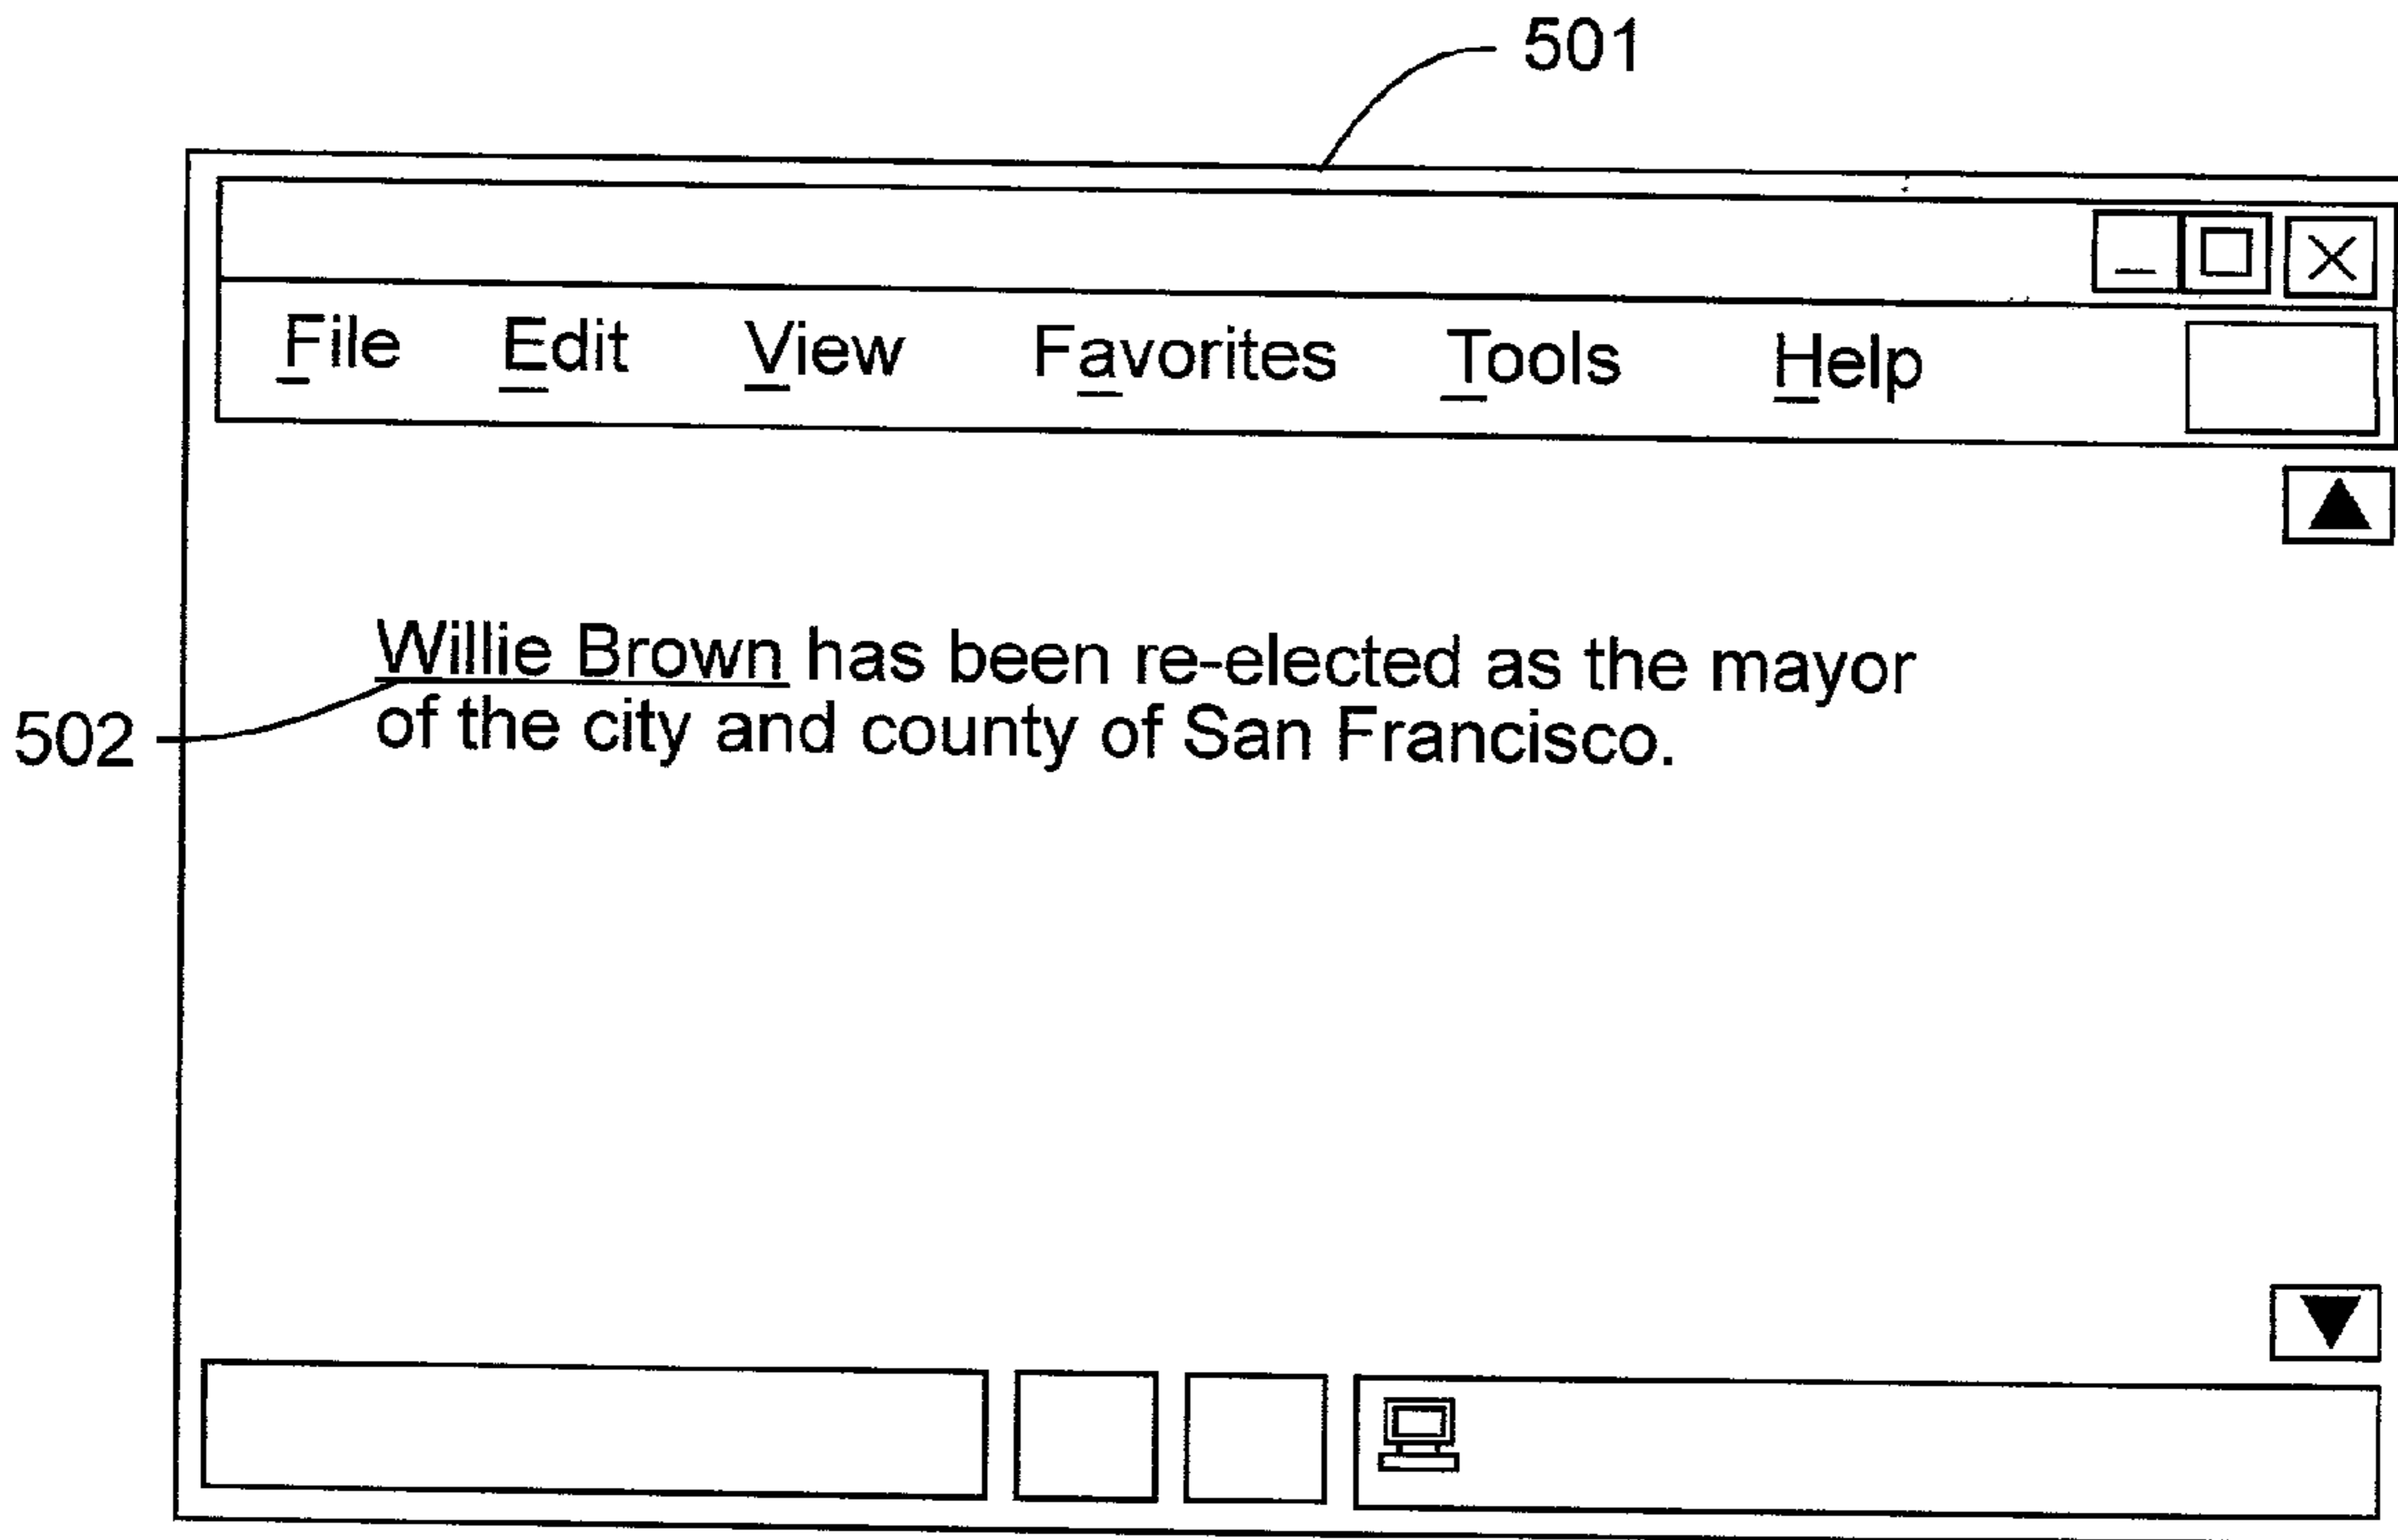 501
File Edit View Favorites Tools Help
Willie Brown has been re-elected as the mayor
of the city and county of San Francisco.
502